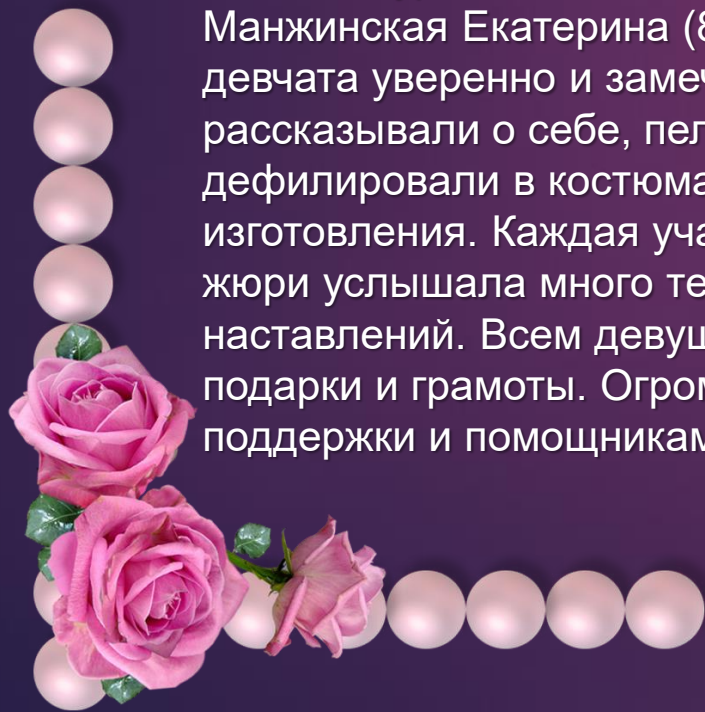 Манжинская Екатерина (8
девчата уверенно и заме
рассказывали о себе, пел
дефилировали в костюма
изготовления. Каждая уча
жюри услышала много те
наставлений. Всем девуш
подарки и грамоты. Огром
поддержки и помощникам